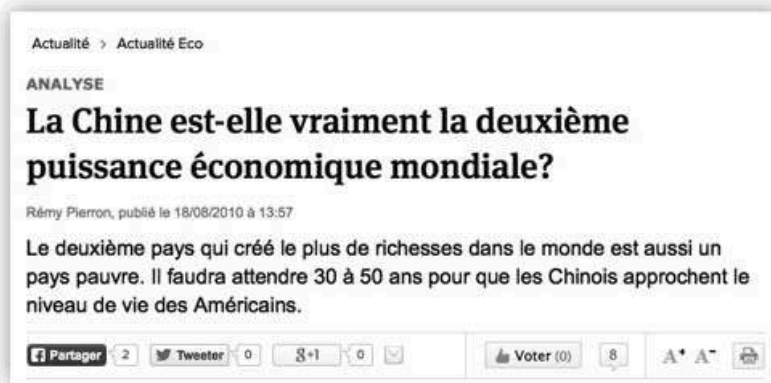 Actualité > Actualité Eco
ANALYSE
La Chine est-elle vraiment la deuxième
puissance économique mondiale?
Rémy Pierron, publié le 18/08/2010 à 13:57
Le deuxième pays qui créé le plus de richesses dans le monde est aussi un
pays pauvre. Il faudra attendre 30 à 50 ans pour que les Chinois approchent le
niveau de vie des Américains.
Partager 2 Tweeter 0 g+1 0 Voter (0) 8 A+ A-